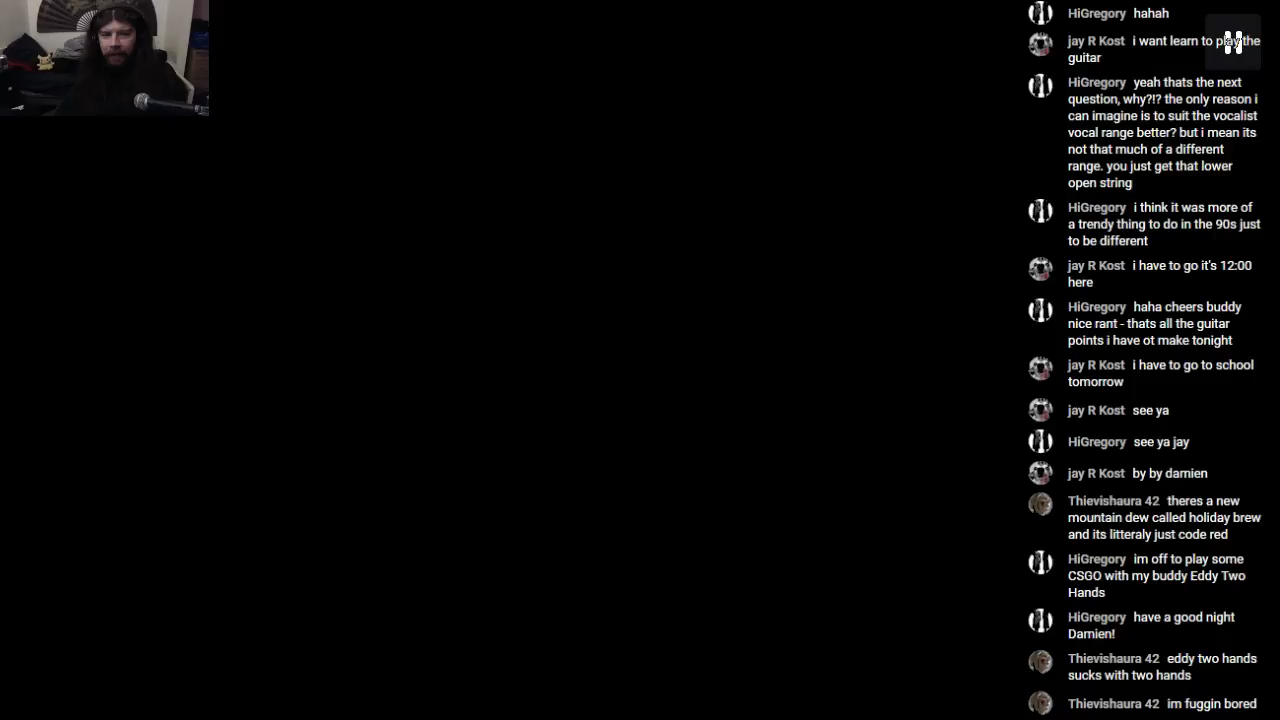 HiGregory hahah
jay R Kost i want learn to play the
guitar
HiGregory yeah thats the next
question, why?!? the only reason i
can imagine is to suit the vocalist
vocal range better? but i mean its
not that much of a different
range. you just get that lower
open string
HiGregory i think it was more of
a trendy thing to do in the 90s just
to be different
jay R Kost i have to go it's 12:00
here
HiGregory haha cheers buddy
nice rant - thats all the guitar
points i have ot make tonight
jay R Kost i have to go to school
tomorrow
jay R Kost see ya
HiGregory see ya jay
jay R Kost by by damien
Thievishaura 42 theres a new
mountain dew called holiday brew
and its litteraly just code red
HiGregory im off to play some
CSGO with my buddy Eddy Two
Hands
HiGregory have a good night
Damien!
Thievishaura 42 eddy two hands
sucks with two hands
Thievishaura 42 im fuggin bored